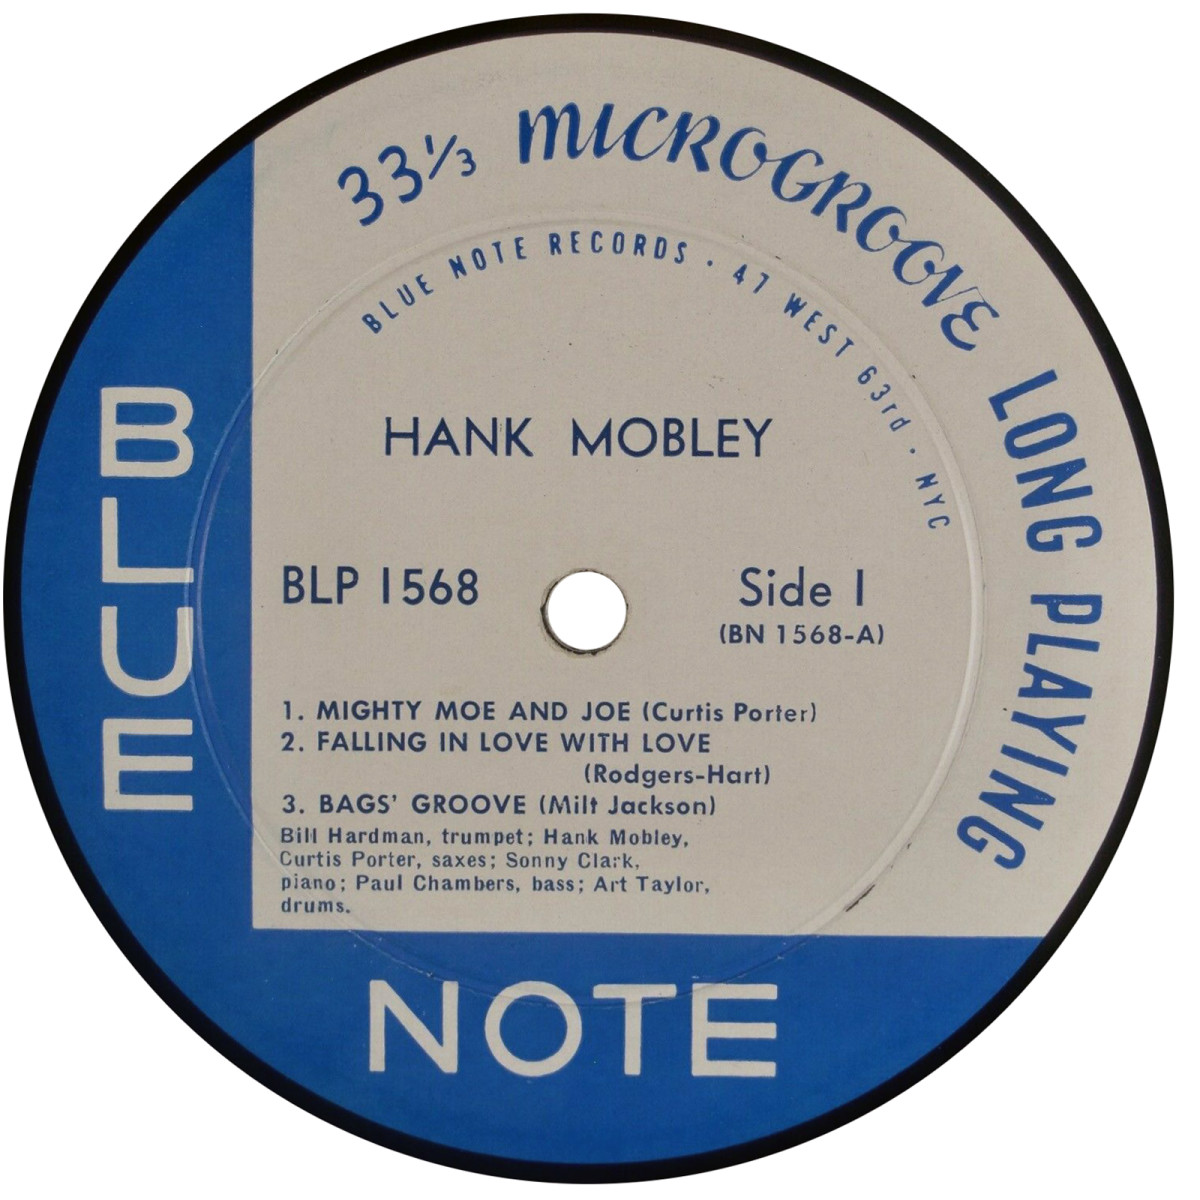 33⅓ MICROGROOVE LONG PLAYING
BLUE NOTE RECORDS · 47 WEST 63rd · NYC
HANK MOBLEY
BLP 1568
Side 1
(BN 1568-A)
1. MIGHTY MOE AND JOE (Curtis Porter)
2. FALLING IN LOVE WITH LOVE
(Rodgers-Hart)
3. BAGS' GROOVE (Milt Jackson)
Bill Hardman, trumpet; Hank Mobley,
Curtis Porter, saxes; Sonny Clark,
piano; Paul Chambers, bass; Art Taylor,
drums.
BLUE
NOTE